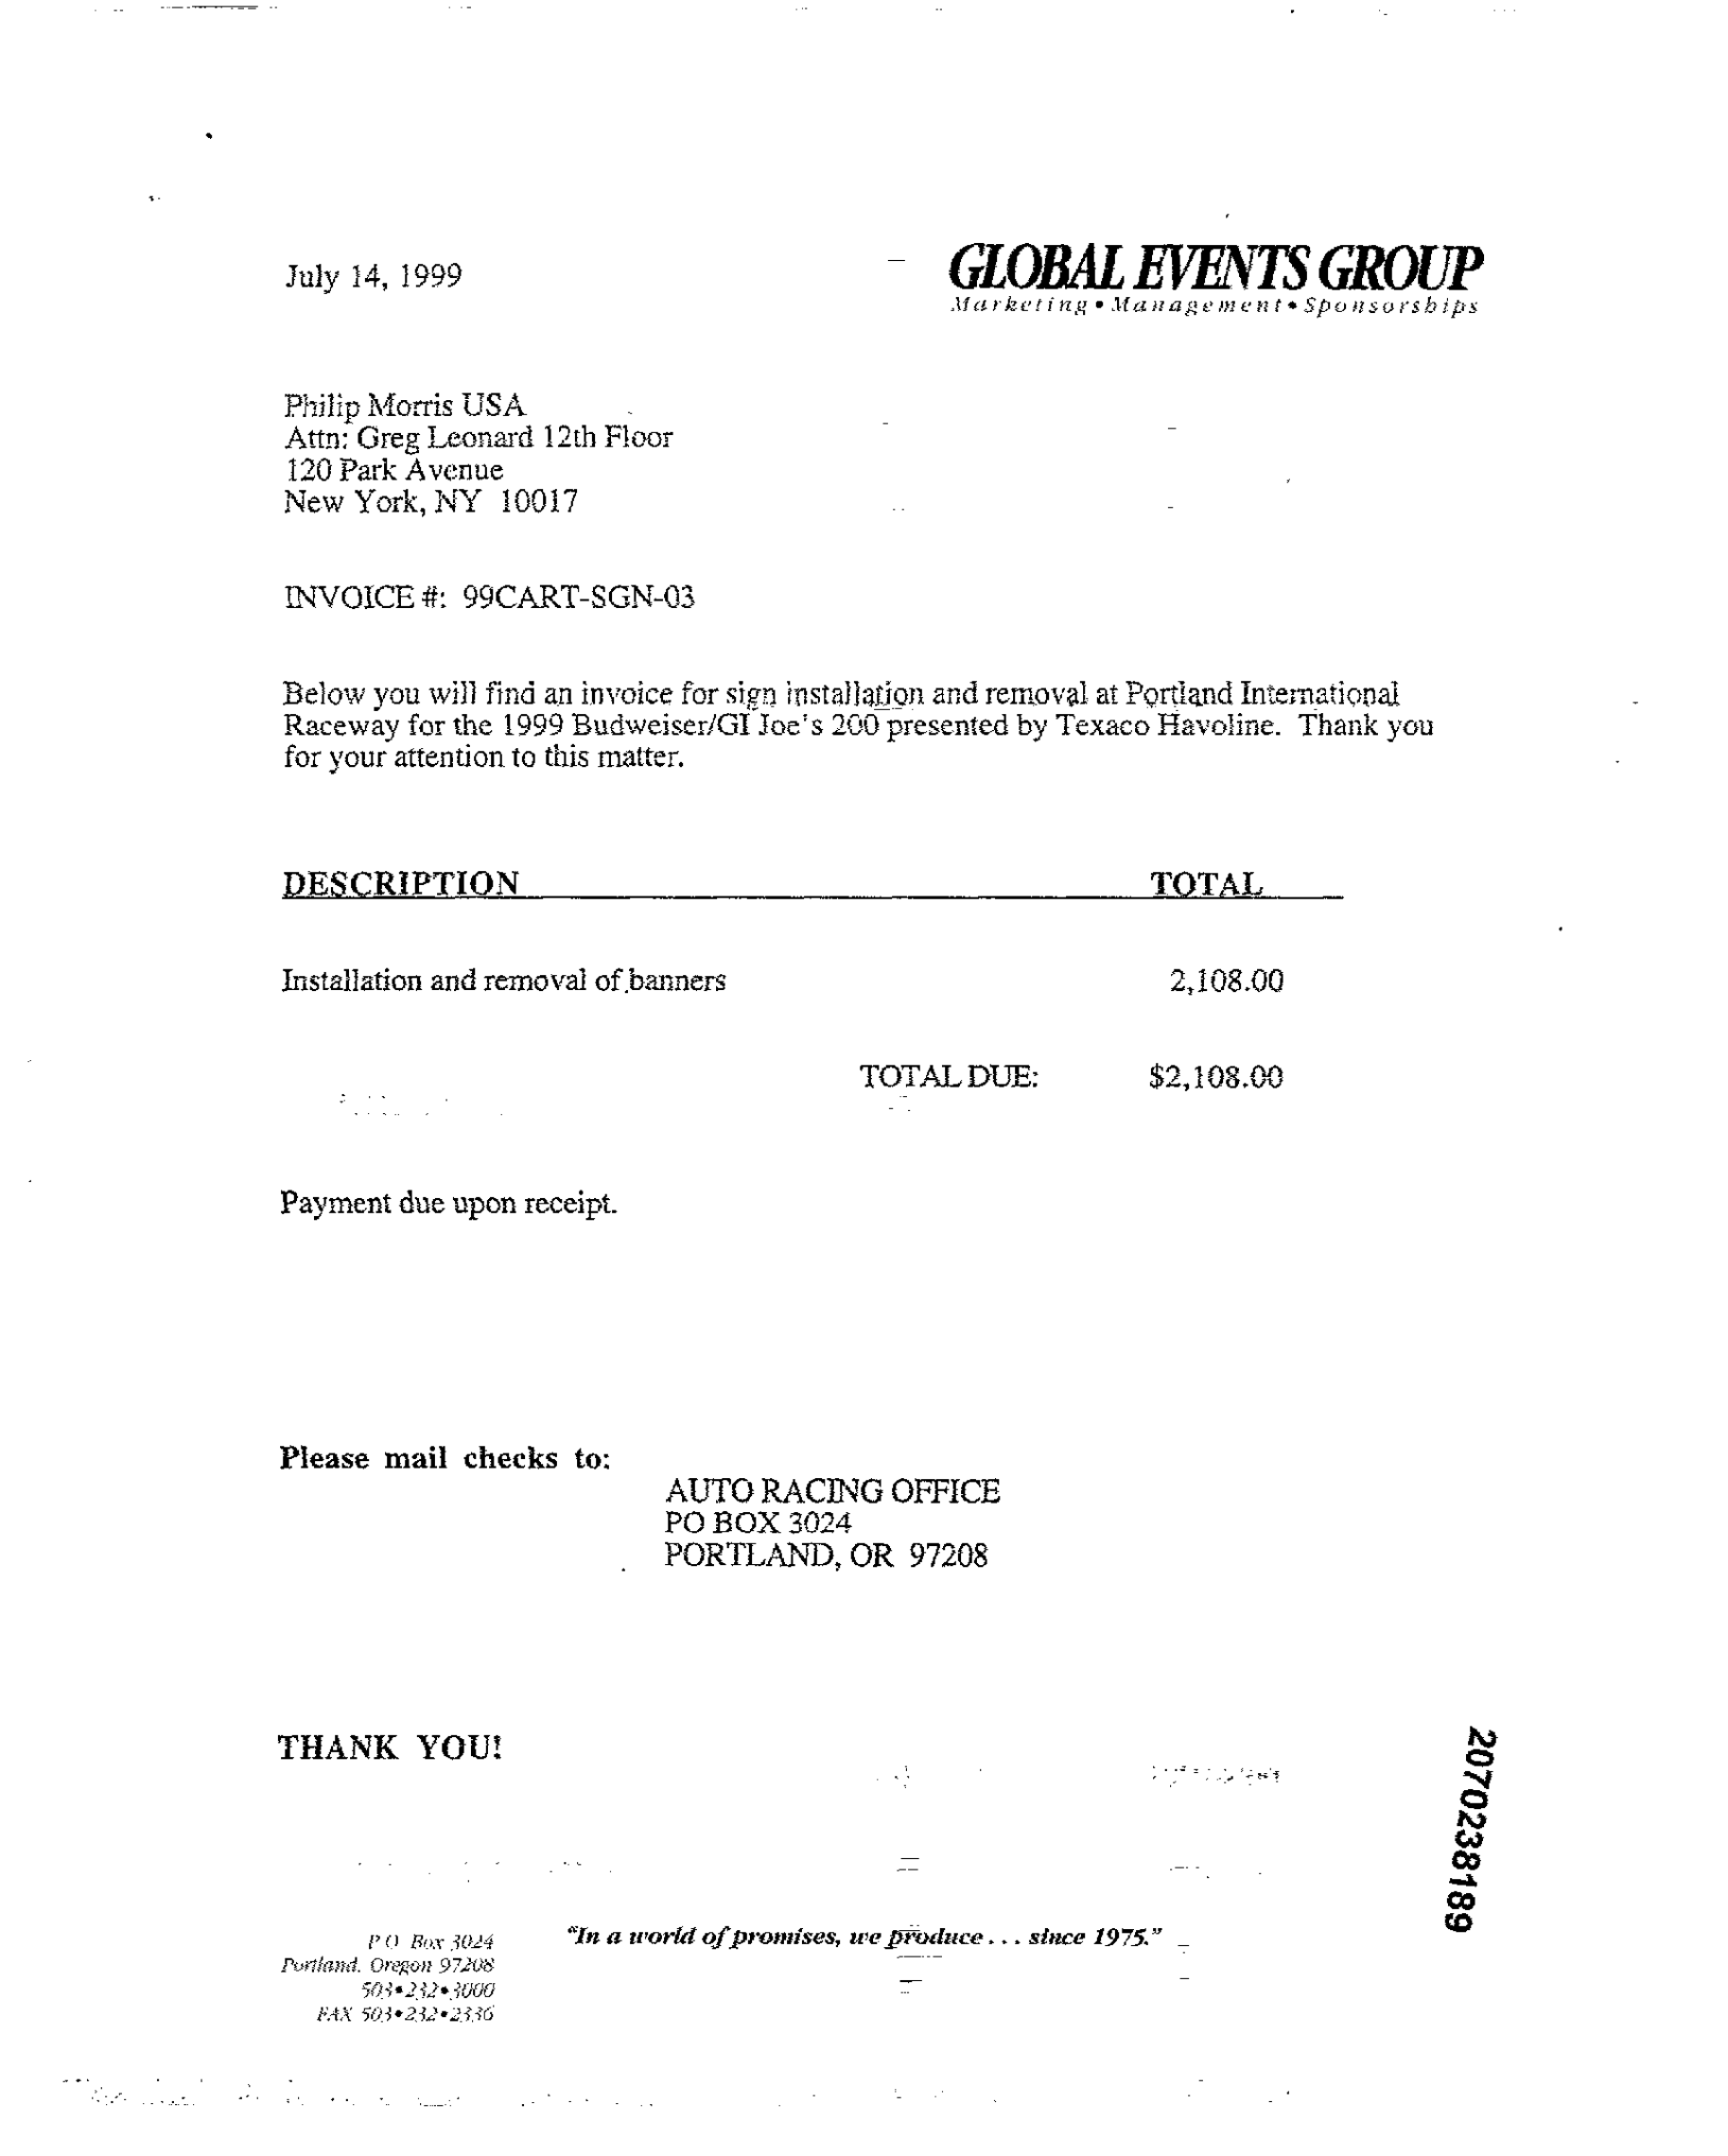 July 14, 1999
GLOBAL EVENTS GROUP
Marketing • Management • Sponsorships
Philip Morris USA
Attn: Greg Leonard 12th Floor
120 Park Avenue
New York, NY 10017
INVOICE #: 99CART-SGN-03
Below you will find an invoice for sign installation and removal at Portland International
Raceway for the 1999 Budweiser/GI Joe's 200 presented by Texaco Havoline. Thank you
for your attention to this matter.
DESCRIPTION TOTAL
Installation and removal of banners 2,108.00
TOTAL DUE: $2,108.00
Payment due upon receipt.
Please mail checks to:
AUTO RACING OFFICE
PO BOX 3024
PORTLAND, OR 97208
THANK YOU!
2070238189
"In a world of promises, we produce . . . since 1975."
P O Box 3024
Portland, Oregon 97208
503•232•3000
FAX 503•232•2336